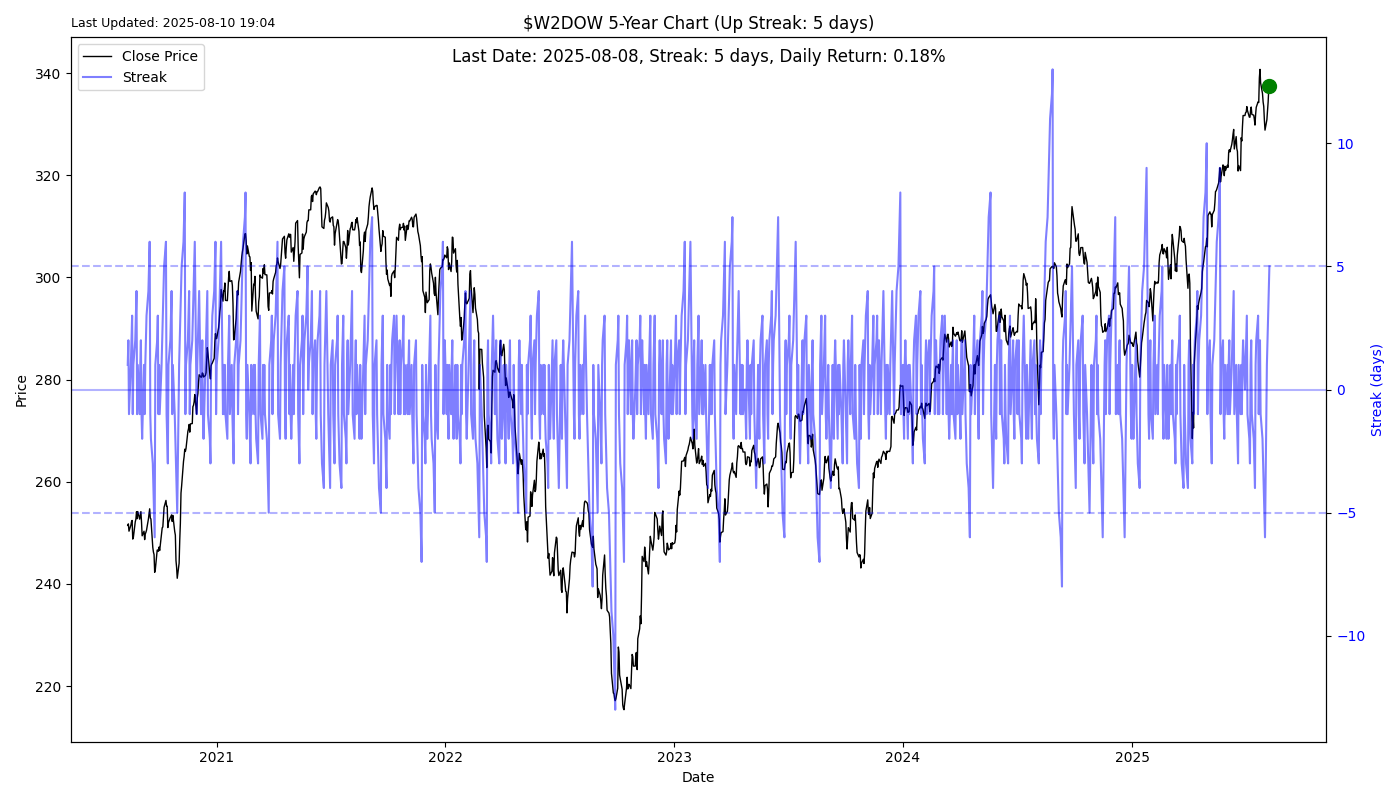 Last Updated: 2025-08-10 19:04
$W2DOW 5-Year Chart (Up Streak: 5 days)
Last Date: 2025-08-08, Streak: 5 days, Daily Return: 0.18%
Close Price
Streak
340
320
300
280
260
240
220
Price
10
5
0
−5
−10
Streak (days)
2021
2022
2023
2024
2025
Date